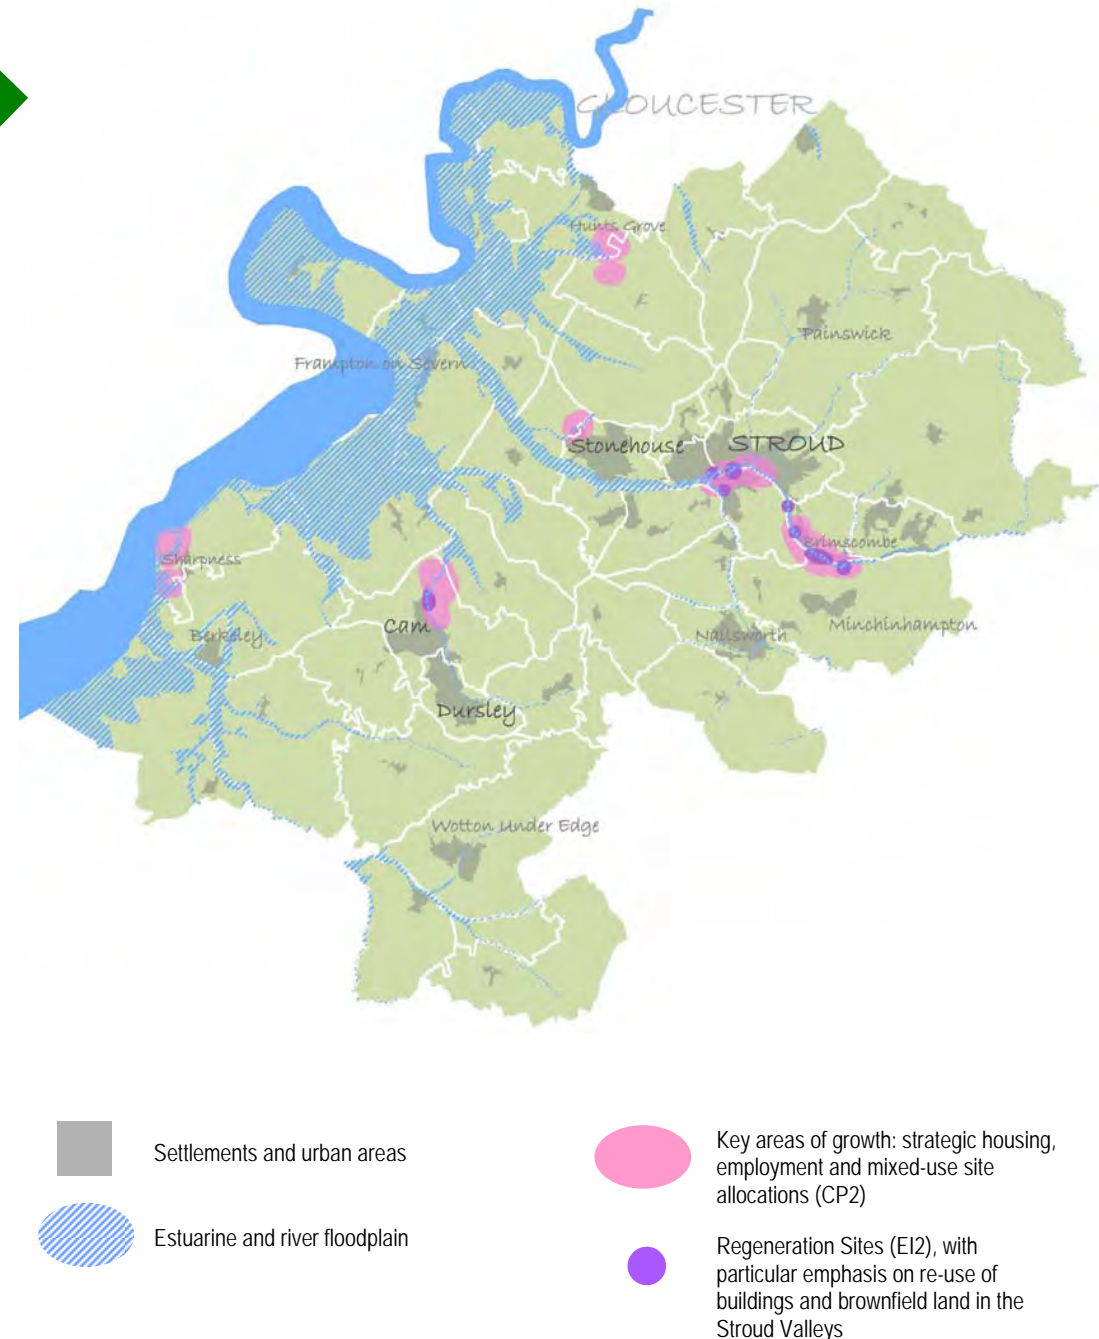 GLOUCESTER
Hunts Grove
Painswick
Frampton on Severn
Stonehouse
STROUD
Brimscombe
Sharpness
Minchinhampton
Cam
Berkeley
Nailsworth
Dursley
Wotton Under Edge
Settlements and urban areas
Estuarine and river floodplain
Key areas of growth: strategic housing,
employment and mixed-use site
allocations (CP2)
Regeneration Sites (EI2), with
particular emphasis on re-use of
buildings and brownfield land in the
Stroud Valleys